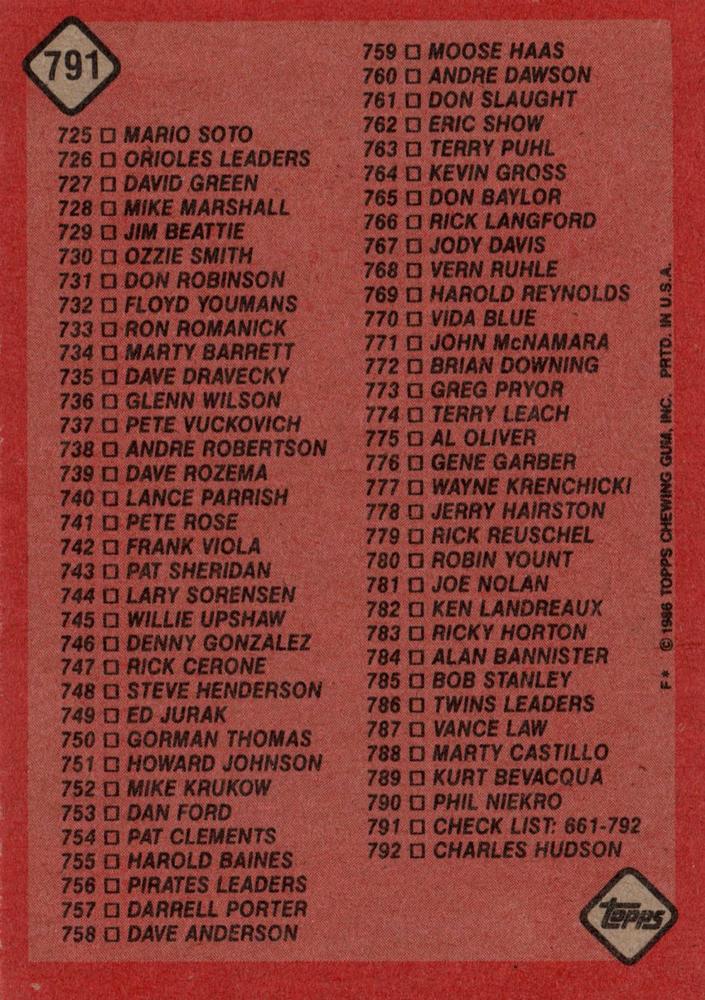 791
725 □ MARIO SOTO
726 □ ORIOLES LEADERS
727 □ DAVID GREEN
728 □ MIKE MARSHALL
729 □ JIM BEATTIE
730 □ OZZIE SMITH
731 □ DON ROBINSON
732 □ FLOYD YOUMANS
733 □ RON ROMANICK
734 □ MARTY BARRETT
735 □ DAVE DRAVECKY
736 □ GLENN WILSON
737 □ PETE VUCKOVICH
738 □ ANDRE ROBERTSON
739 □ DAVE ROZEMA
740 □ LANCE PARRISH
741 □ PETE ROSE
742 □ FRANK VIOLA
743 □ PAT SHERIDAN
744 □ LARY SORENSEN
745 □ WILLIE UPSHAW
746 □ DENNY GONZALEZ
747 □ RICK CERONE
748 □ STEVE HENDERSON
749 □ ED JURAK
750 □ GORMAN THOMAS
751 □ HOWARD JOHNSON
752 □ MIKE KRUKOW
753 □ DAN FORD
754 □ PAT CLEMENTS
755 □ HAROLD BAINES
756 □ PIRATES LEADERS
757 □ DARRELL PORTER
758 □ DAVE ANDERSON
759 □ MOOSE HAAS
760 □ ANDRE DAWSON
761 □ DON SLAUGHT
762 □ ERIC SHOW
763 □ TERRY PUHL
764 □ KEVIN GROSS
765 □ DON BAYLOR
766 □ RICK LANGFORD
767 □ JODY DAVIS
768 □ VERN RUHLE
769 □ HAROLD REYNOLDS
770 □ VIDA BLUE
771 □ JOHN McNAMARA
772 □ BRIAN DOWNING
773 □ GREG PRYOR
774 □ TERRY LEACH
775 □ AL OLIVER
776 □ GENE GARBER
777 □ WAYNE KRENCHICKI
778 □ JERRY HAIRSTON
779 □ RICK REUSCHEL
780 □ ROBIN YOUNT
781 □ JOE NOLAN
782 □ KEN LANDREAUX
783 □ RICKY HORTON
784 □ ALAN BANNISTER
785 □ BOB STANLEY
786 □ TWINS LEADERS
787 □ VANCE LAW
788 □ MARTY CASTILLO
789 □ KURT BEVACQUA
790 □ PHIL NIEKRO
791 □ CHECK LIST: 661-792
792 □ CHARLES HUDSON
F* © 1986 TOPPS CHEWING GUM, INC. PRTD. IN U.S.A.
topps